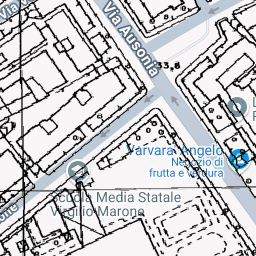 Via Ausonia
33,8
Varvara Angelo
Negozio di
frutta e verdura
Scuola Media Statale
Virgilio Marone